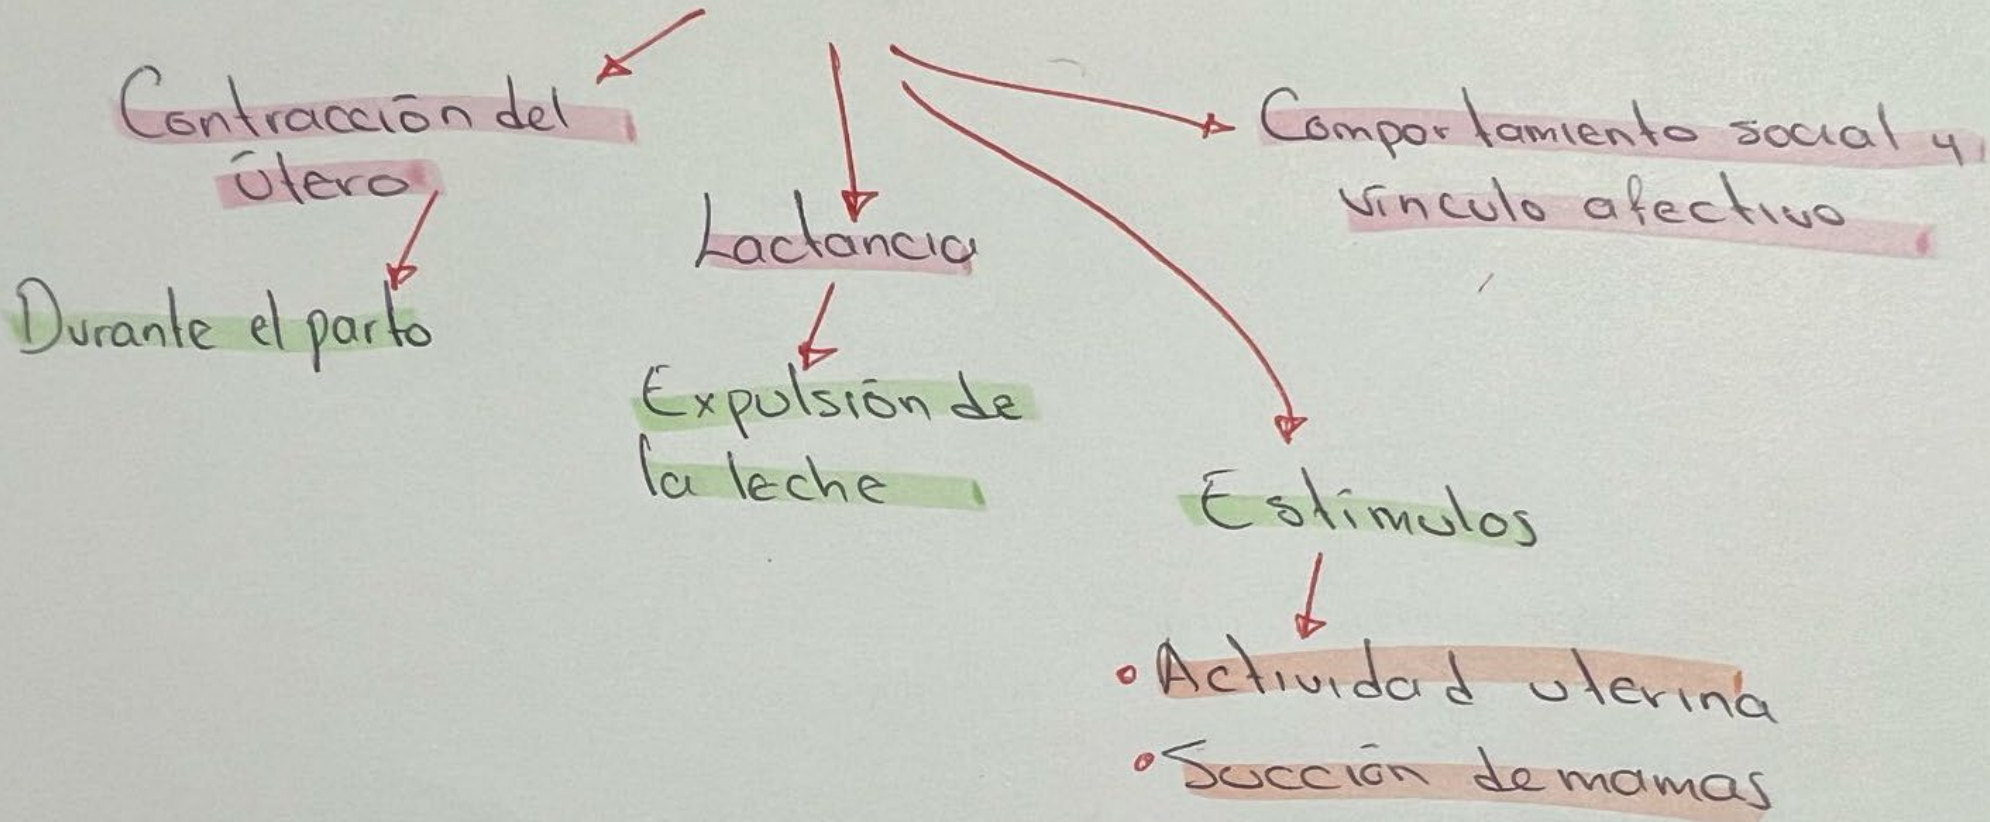 Contracción del
útero
Durante el parto
Lactancia
Expulsión de
la leche
Comportamiento social y
vínculo afectivo
Estímulos
• Actividad uterina
• Succión de mamas